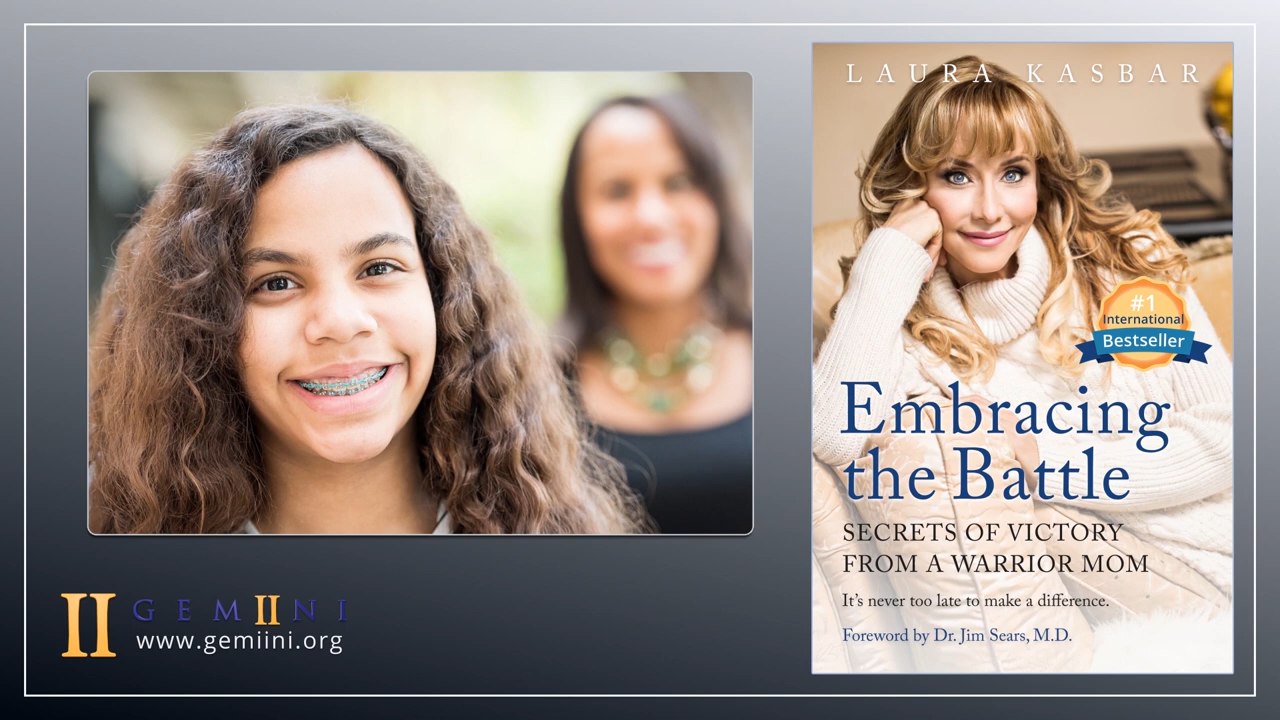 LAURA KASBAR
#1
International
Bestseller
Embracing
the Battle
SECRETS OF VICTORY
FROM A WARRIOR MOM
It's never too late to make a difference.
Foreword by Dr. Jim Sears, M.D.
II GEMIINI
www.gemiini.org